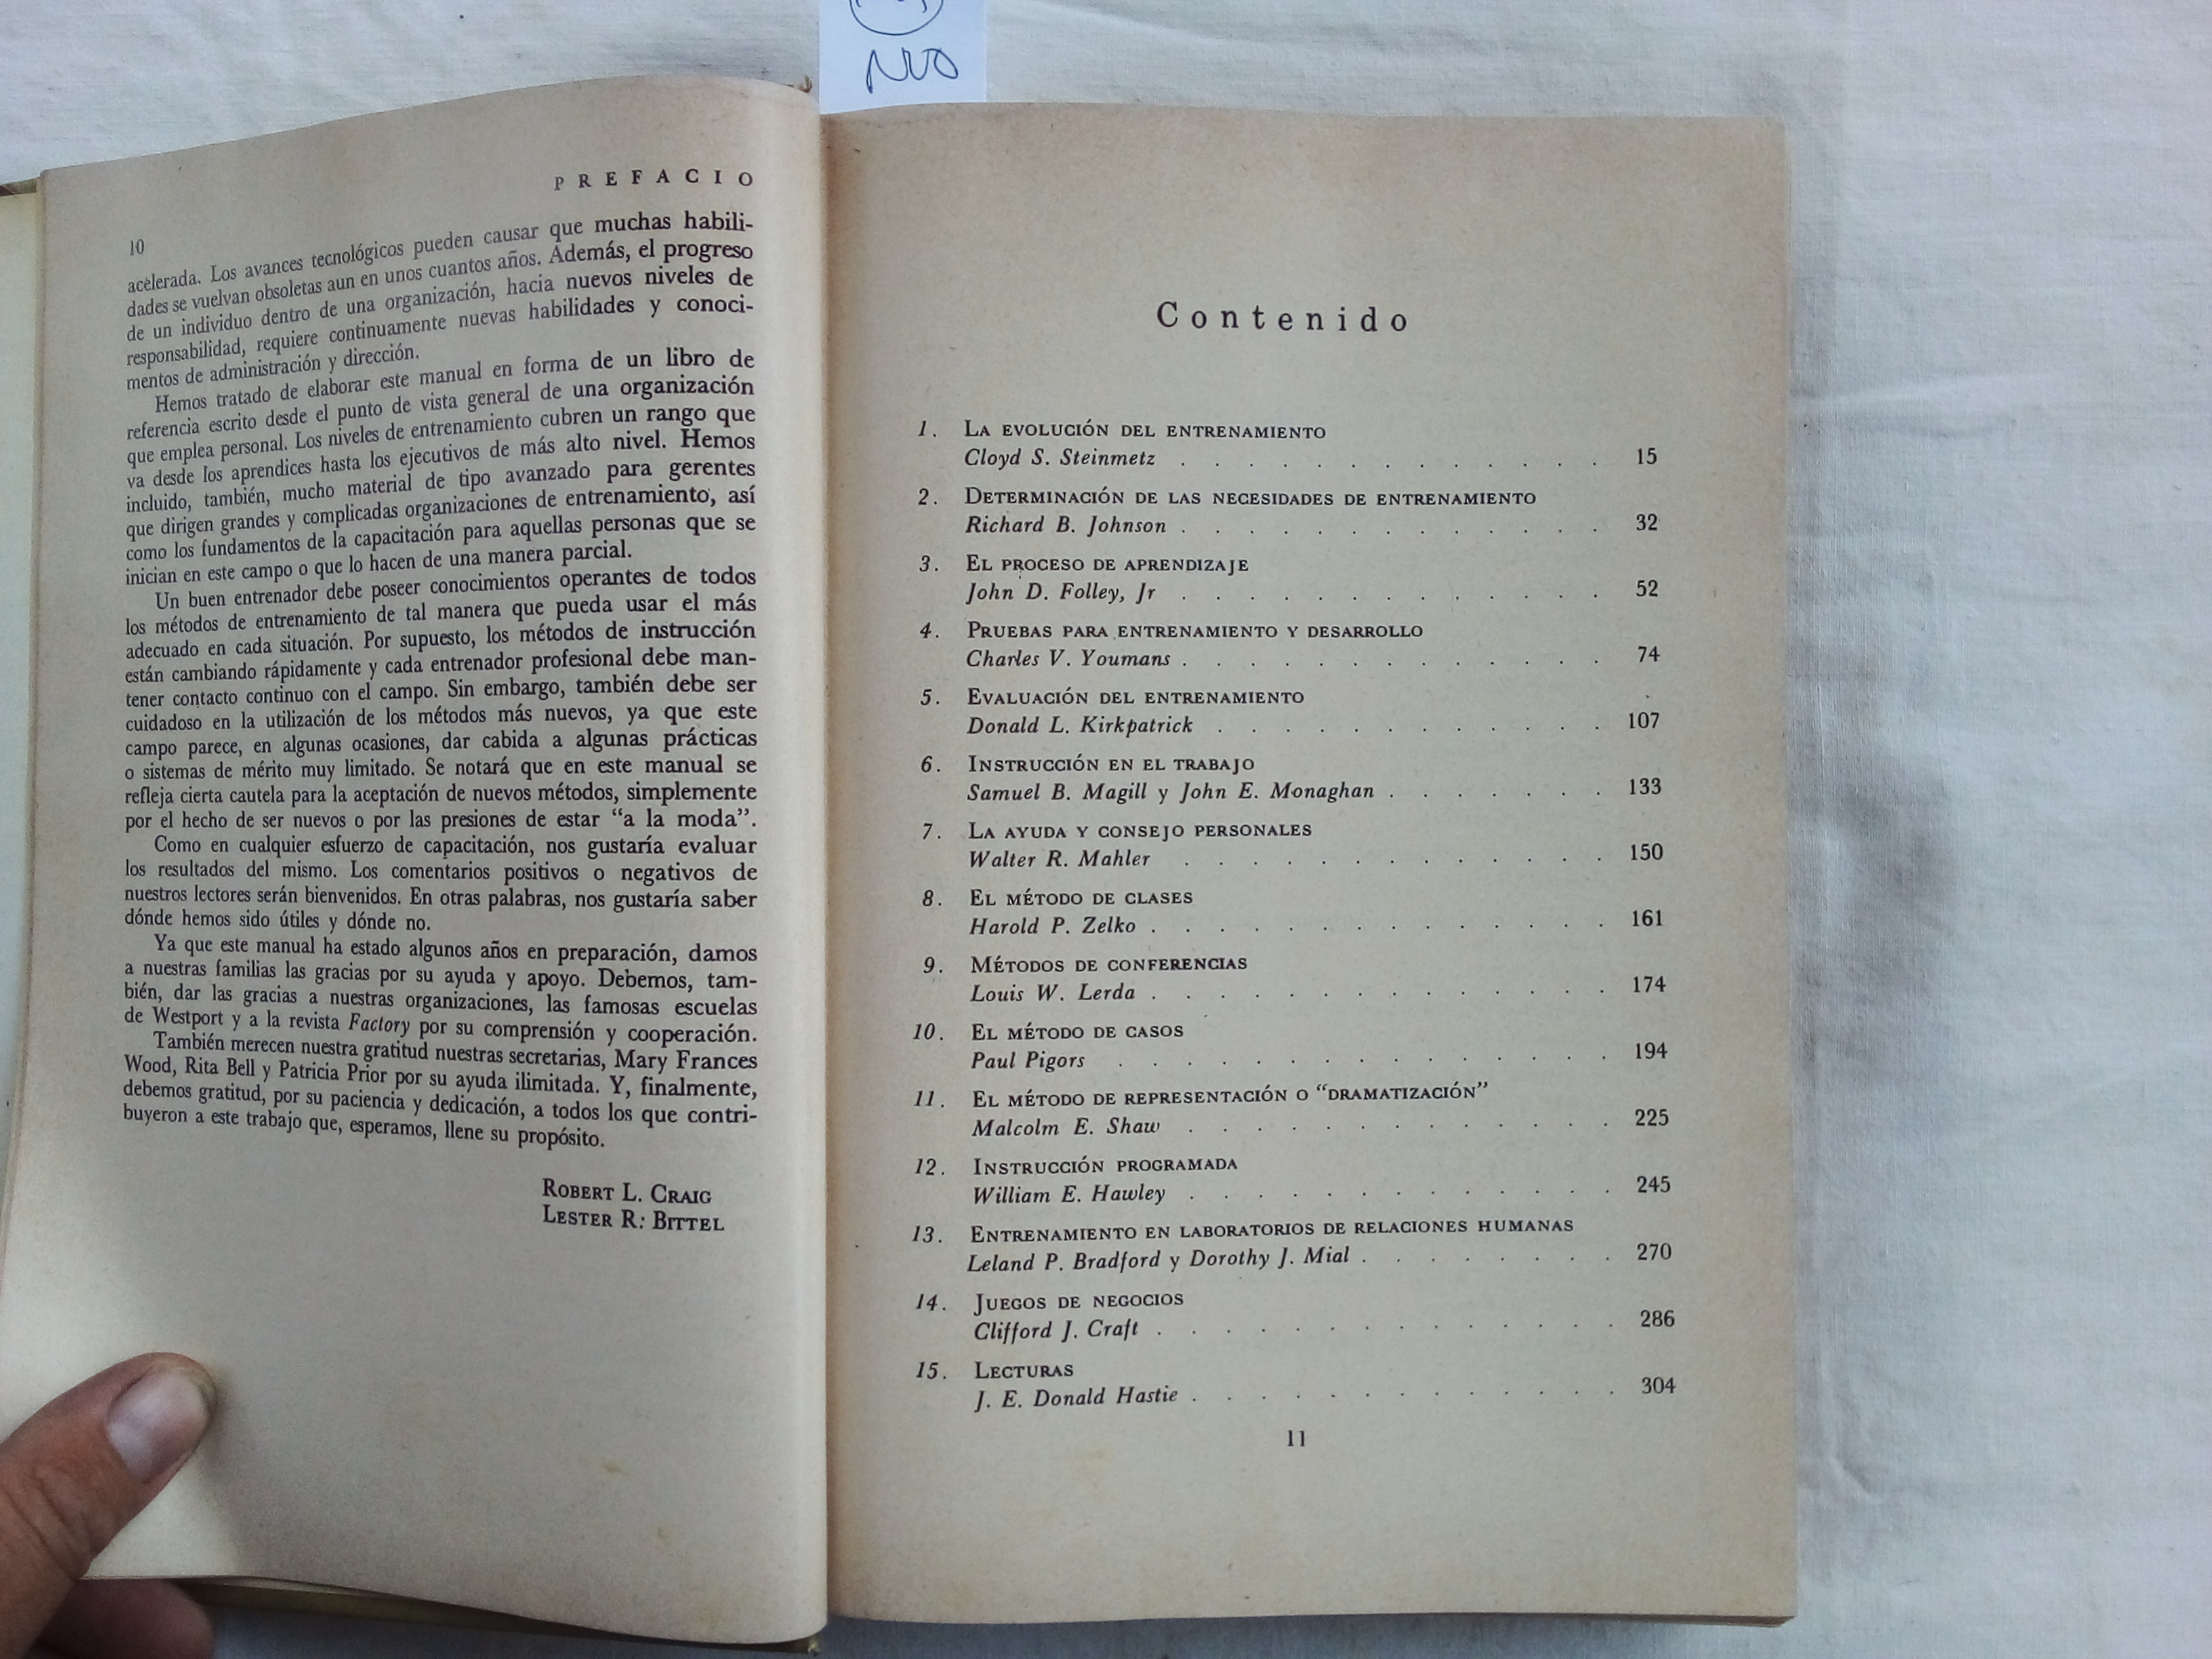 PREFACIO
10
acelerada. Los avances tecnológicos pueden causar que muchas habili-
dades se vuelvan obsoletas aun en unos cuantos años. Además, el progreso
de un individuo dentro de una organización, hacia nuevos niveles de
responsabilidad, requiere continuamente nuevas habilidades y conoci-
mentos de administración y dirección.
Hemos tratado de elaborar este manual en forma de un libro de
referencia escrito desde el punto de vista general de una organización
que emplea personal. Los niveles de entrenamiento cubren un rango que
va desde los aprendices hasta los ejecutivos de más alto nivel. Hemos
incluido, también, mucho material de tipo avanzado para gerentes
que dirigen grandes y complicadas organizaciones de entrenamiento, así
como los fundamentos de la capacitación para aquellas personas que se
inician en este campo o que lo hacen de una manera parcial.
Un buen entrenador debe poseer conocimientos operantes de todos
los métodos de entrenamiento de tal manera que pueda usar el más
adecuado en cada situación. Por supuesto, los métodos de instrucción
están cambiando rápidamente y cada entrenador profesional debe man-
tener contacto continuo con el campo. Sin embargo, también debe ser
cuidadoso en la utilización de los métodos más nuevos, ya que este
campo parece, en algunas ocasiones, dar cabida a algunas prácticas
o sistemas de mérito muy limitado. Se notará que en este manual se
refleja cierta cautela para la aceptación de nuevos métodos, simplemente
por el hecho de ser nuevos o por las presiones de estar “a la moda”.
Como en cualquier esfuerzo de capacitación, nos gustaría evaluar
los resultados del mismo. Los comentarios positivos o negativos de
nuestros lectores serán bienvenidos. En otras palabras, nos gustaría saber
dónde hemos sido útiles y dónde no.
Ya que este manual ha estado algunos años en preparación, damos
a nuestras familias las gracias por su ayuda y apoyo. Debemos, tam-
bién, dar las gracias a nuestras organizaciones, las famosas escuelas
de Westport y a la revista Factory por su comprensión y cooperación.
También merecen nuestra gratitud nuestras secretarias, Mary Frances
Wood, Rita Bell y Patricia Prior por su ayuda ilimitada. Y, finalmente,
debemos gratitud, por su paciencia y dedicación, a todos los que contri-
buyeron a este trabajo que, esperamos, llene su propósito.
ROBERT L. CRAIG
LESTER R. BITTEL
Contenido
1. LA EVOLUCIÓN DEL ENTRENAMIENTO
Cloyd S. Steinmetz . . . . . . . . . . . 15
2. DETERMINACIÓN DE LAS NECESIDADES DE ENTRENAMIENTO
Richard B. Johnson . . . . . . . . . . . 32
3. EL PROCESO DE APRENDIZAJE
John D. Folley, Jr . . . . . . . . . . . 52
4. PRUEBAS PARA ENTRENAMIENTO Y DESARROLLO
Charles V. Youmans . . . . . . . . . . . 74
5. EVALUACIÓN DEL ENTRENAMIENTO
Donald L. Kirkpatrick . . . . . . . . . . 107
6. INSTRUCCIÓN EN EL TRABAJO
Samuel B. Magill y John E. Monaghan . . . . . . . 133
7. LA AYUDA Y CONSEJO PERSONALES
Walter R. Mahler . . . . . . . . . . . 150
8. EL MÉTODO DE CLASES
Harold P. Zelko . . . . . . . . . . . . 161
9. MÉTODOS DE CONFERENCIAS
Louis W. Lerda . . . . . . . . . . . . 174
10. EL MÉTODO DE CASOS
Paul Pigors . . . . . . . . . . . . . 194
11. EL MÉTODO DE REPRESENTACIÓN O “DRAMATIZACIÓN”
Malcolm E. Shaw . . . . . . . . . . . 225
12. INSTRUCCIÓN PROGRAMADA
William E. Hawley . . . . . . . . . . . 245
13. ENTRENAMIENTO EN LABORATORIOS DE RELACIONES HUMANAS
Leland P. Bradford y Dorothy J. Mial . . . . . . . 270
14. JUEGOS DE NEGOCIOS
Clifford J. Craft . . . . . . . . . . . . 286
15. LECTURAS
J. E. Donald Hastie . . . . . . . . . . . 304
11